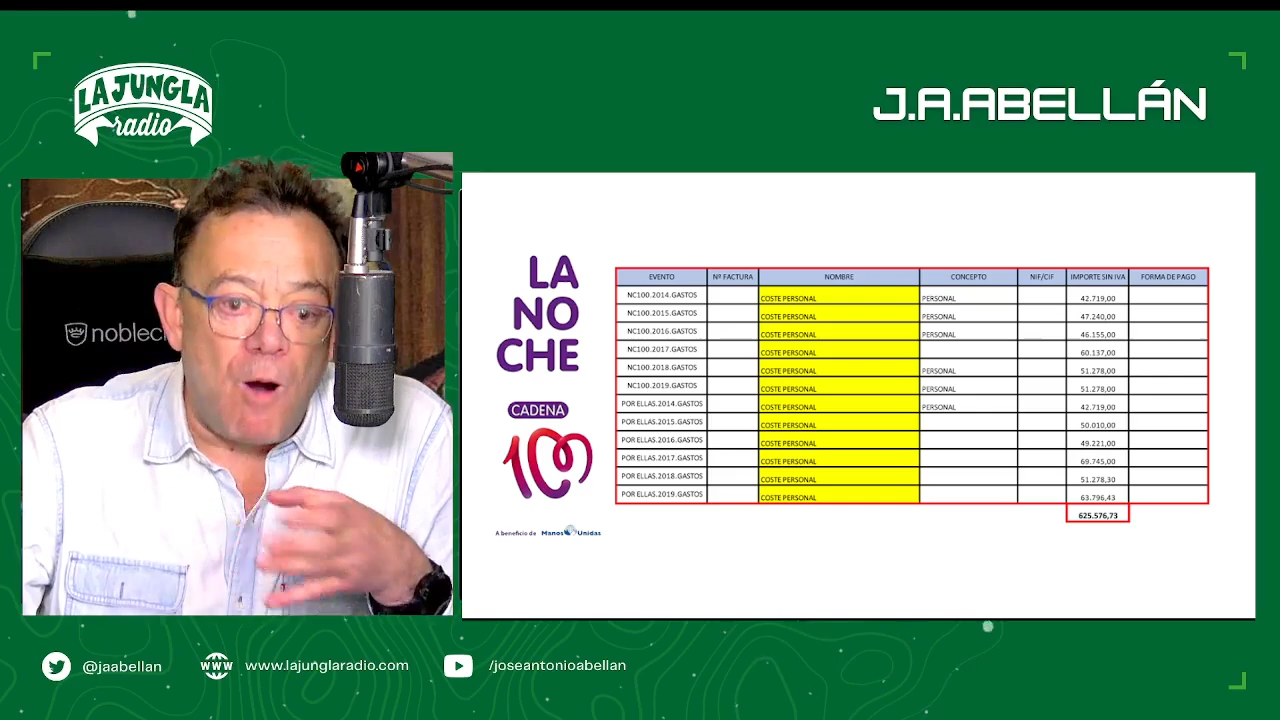 LA JUNGLA
radio
J.A.ABELLÁN
LA
NO
CHE
CADENA
100
A beneficio de Manos Unidas
EVENTO Nº FACTURA NOMBRE CONCEPTO NIF/CIF IMPORTE SIN IVA FORMA DE PAGO
NC100.2014.GASTOS COSTE PERSONAL PERSONAL 42.719,00
NC100.2015.GASTOS COSTE PERSONAL PERSONAL 47.240,00
NC100.2016.GASTOS COSTE PERSONAL PERSONAL 46.155,00
NC100.2017.GASTOS COSTE PERSONAL 60.137,00
NC100.2018.GASTOS COSTE PERSONAL PERSONAL 51.278,00
NC100.2019.GASTOS COSTE PERSONAL PERSONAL 51.278,00
POR ELLAS.2014.GASTOS COSTE PERSONAL PERSONAL 42.719,00
POR ELLAS.2015.GASTOS COSTE PERSONAL 50.010,00
POR ELLAS.2016.GASTOS COSTE PERSONAL 49.221,00
POR ELLAS.2017.GASTOS COSTE PERSONAL 69.745,00
POR ELLAS.2018.GASTOS COSTE PERSONAL 51.278,30
POR ELLAS.2019.GASTOS COSTE PERSONAL 63.796,43
625.576,73
@jaabellan
www www.lajunglaradio.com
/joseantonioabellan